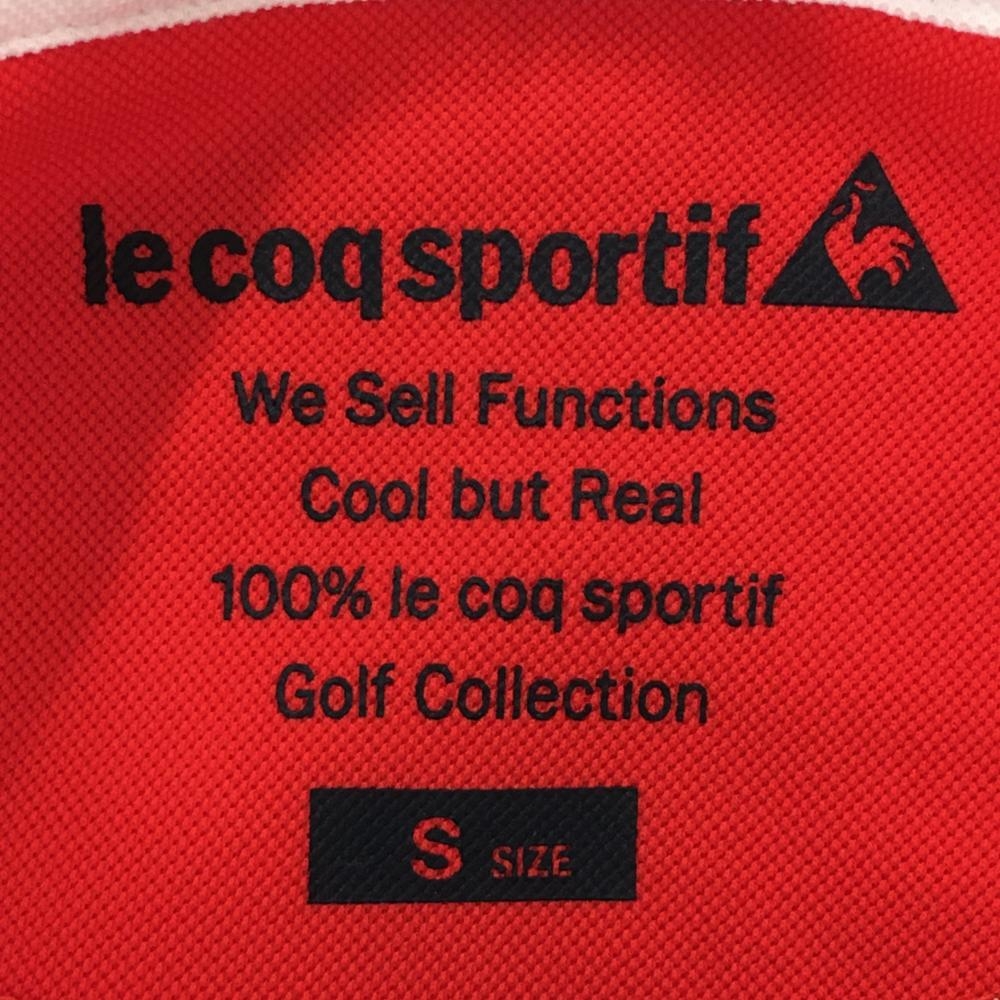 le coq sportif
We Sell Functions
Cool but Real
100% le coq sportif
Golf Collection
S SIZE